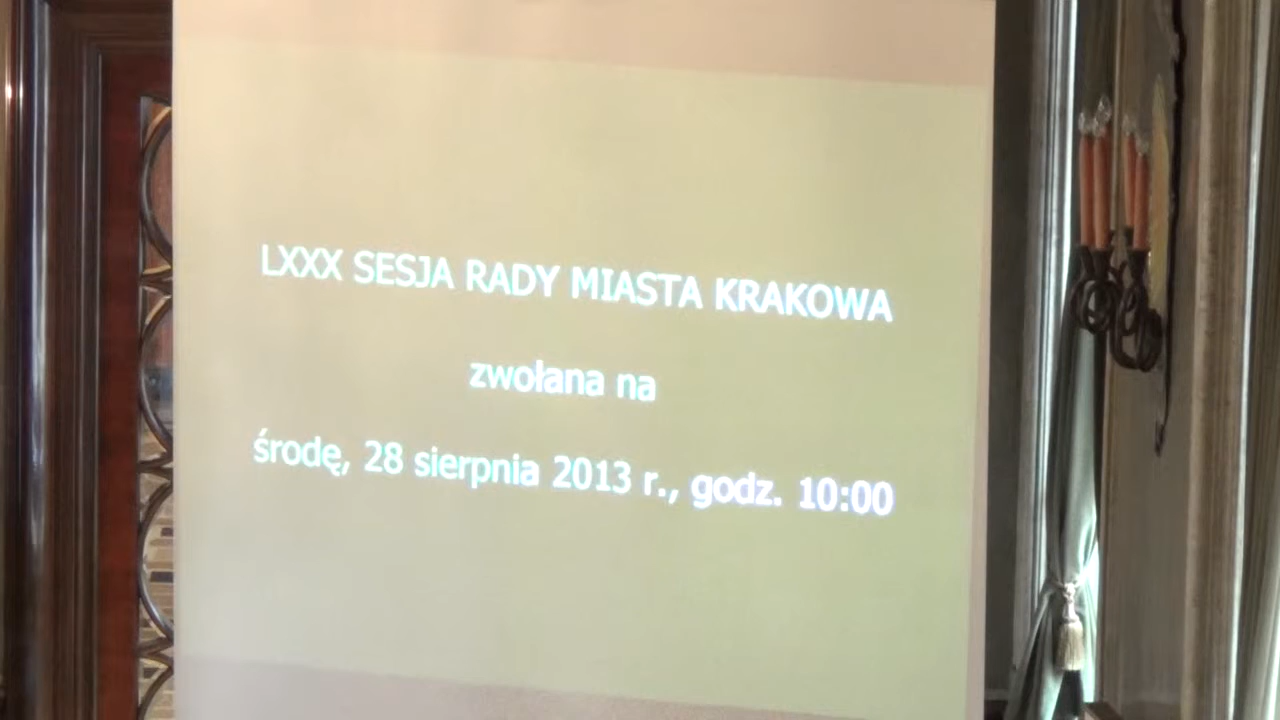 LXXX SESJA RADY MIASTA KRAKOWA
zwołana na
środę, 28 sierpnia 2013 r., godz. 10:00